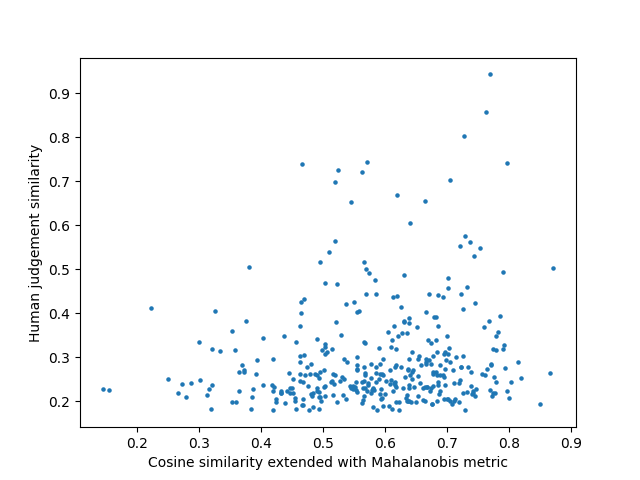 Human judgement similarity
0.9
0.8
0.7
0.6
0.5
0.4
0.3
0.2
0.2 0.3 0.4 0.5 0.6 0.7 0.8 0.9
Cosine similarity extended with Mahalanobis metric